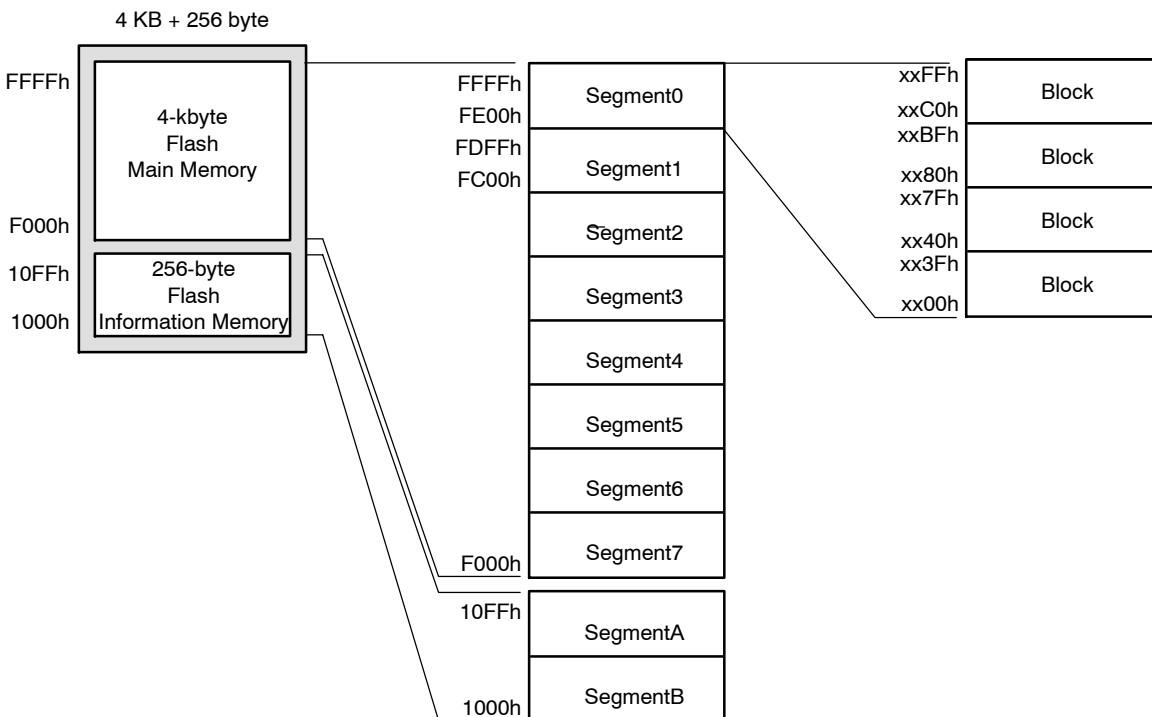 4 KB + 256 byte
FFFFh
4-kbyte
Flash
Main Memory
F000h
10FFh
256-byte
Flash
Information Memory
1000h
FFFFh
Segment0
FE00h
FDFFh
Segment1
FC00h
Segment2
Segment3
Segment4
Segment5
Segment6
Segment7
F000h
10FFh
SegmentA
SegmentB
1000h
xxFFh
Block
xxC0h
xxBFh
Block
xx80h
xx7Fh
Block
xx40h
xx3Fh
Block
xx00h